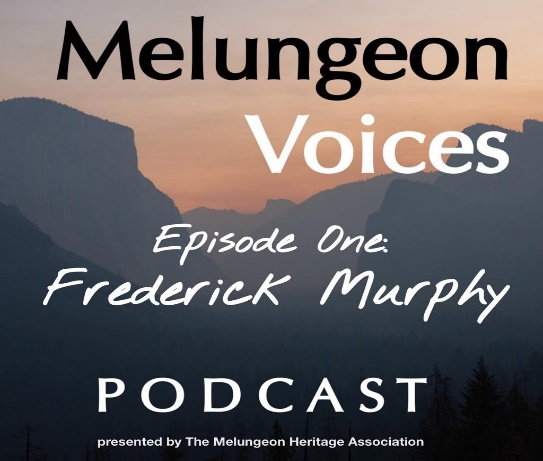 Melungeon
Voices
Episode One:
Frederick Murphy
PODCAST
presented by The Melungeon Heritage Association